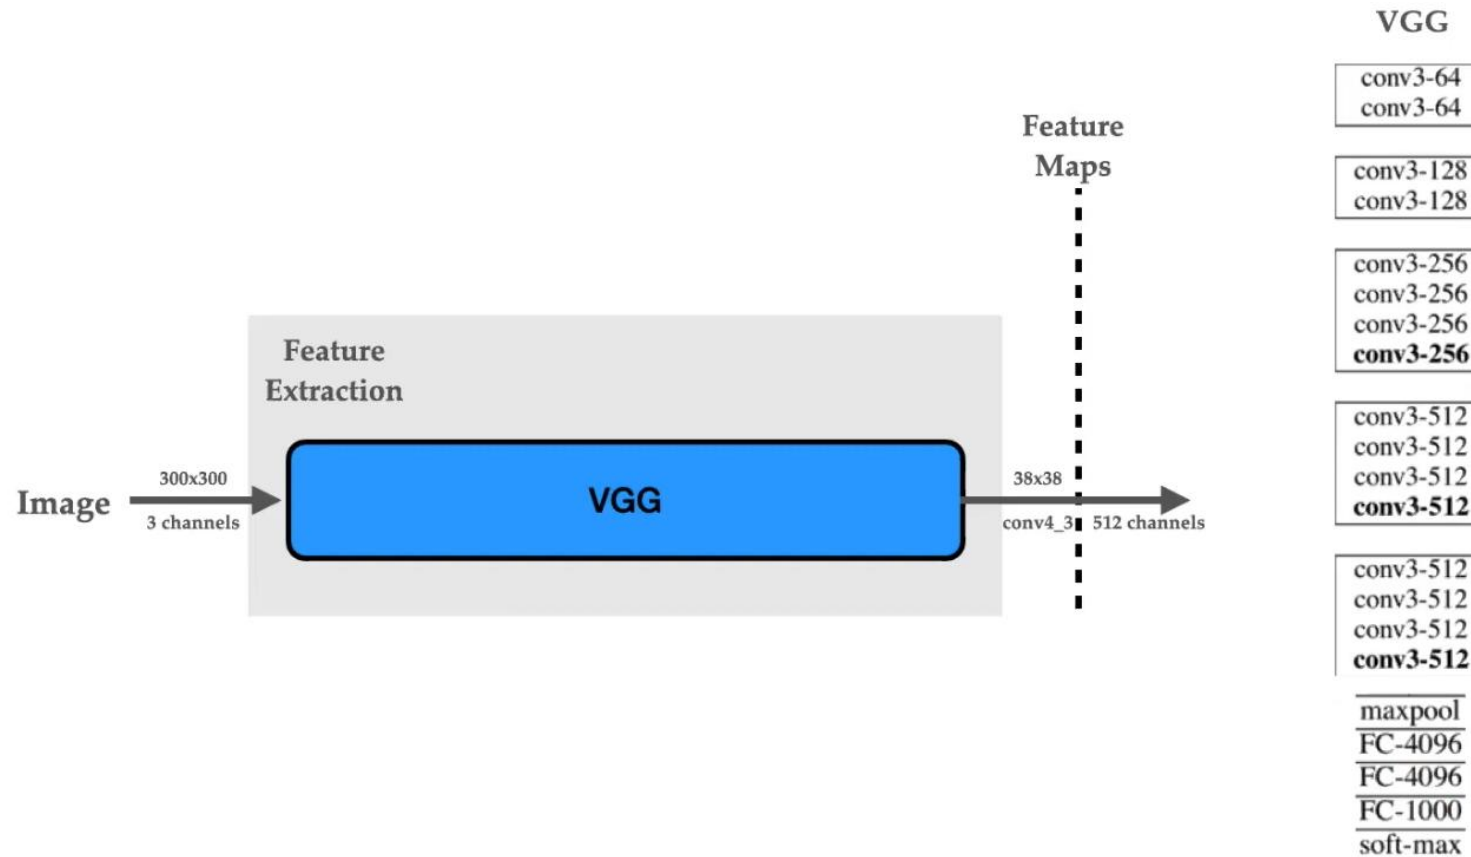 Feature
Maps
Feature
Extraction
Image
300x300
3 channels
VGG
38x38
conv4_3
512 channels
VGG
conv3-64
conv3-64
conv3-128
conv3-128
conv3-256
conv3-256
conv3-256
conv3-256
conv3-512
conv3-512
conv3-512
conv3-512
conv3-512
conv3-512
conv3-512
conv3-512
maxpool
FC-4096
FC-4096
FC-1000
soft-max